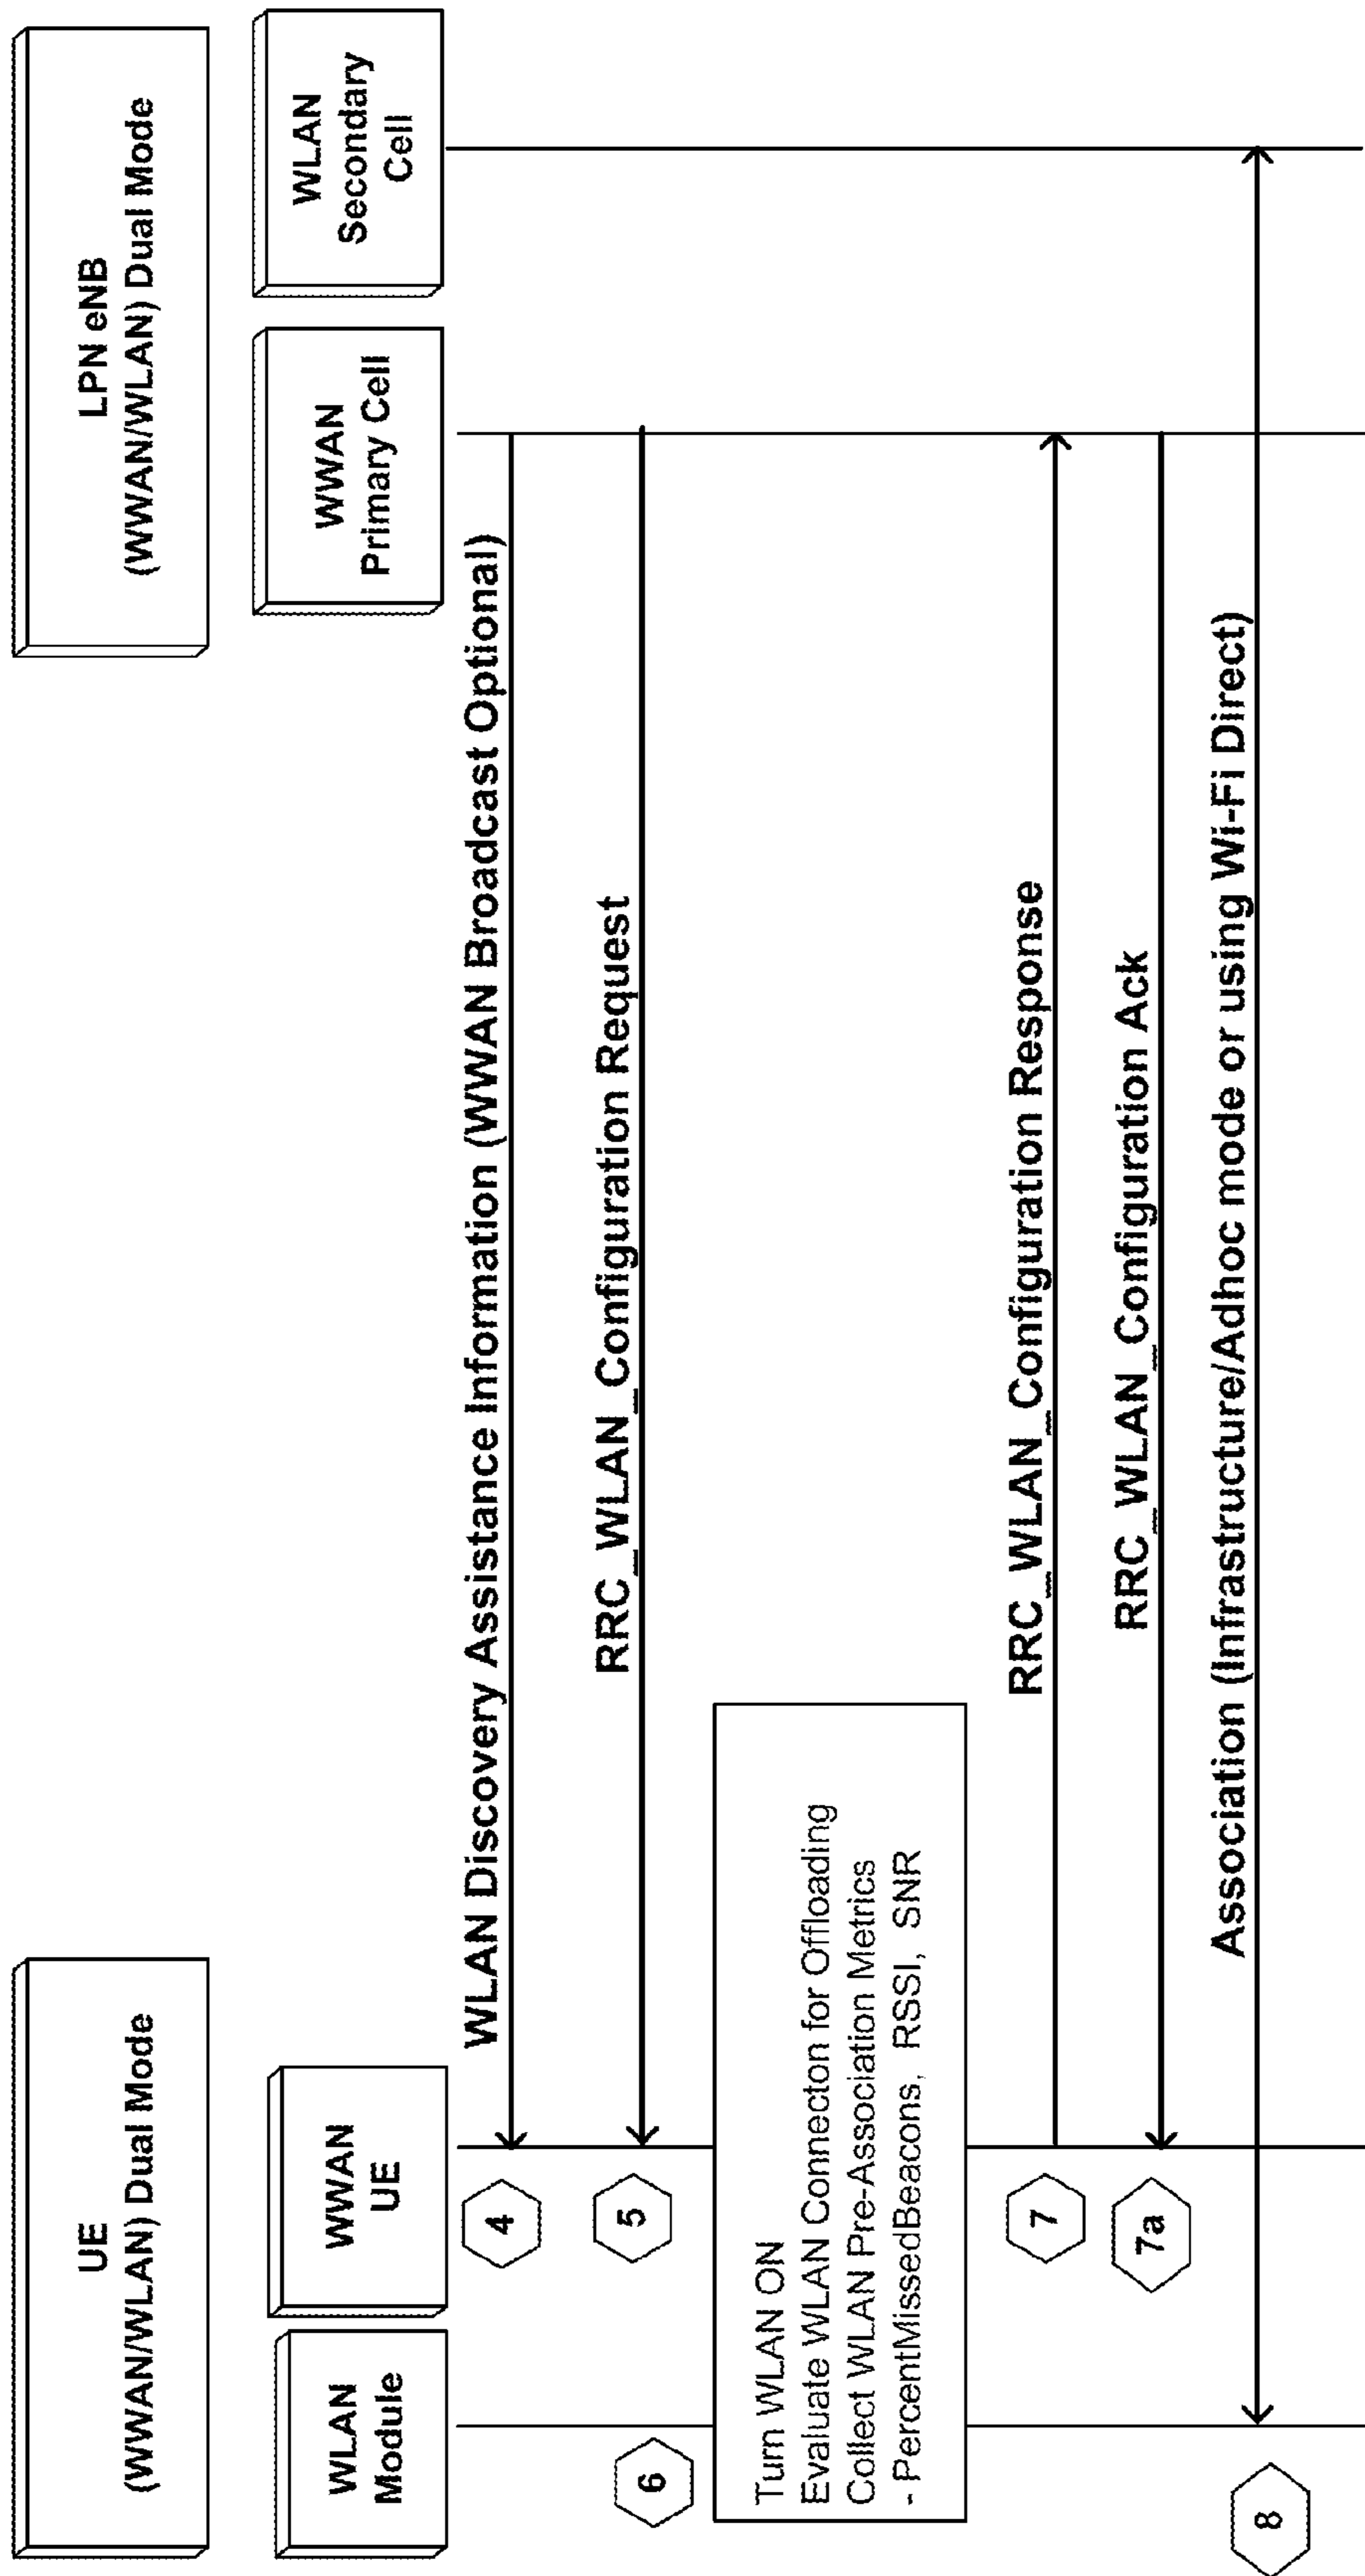 UE
(WWAN/WLAN) Dual Mode
LPN eNB
(WWAN/WLAN) Dual Mode
WLAN
Module
WWAN
UE
WWAN
Primary Cell
WLAN
Secondary
Cell
WLAN Discovery Assistance Information (WWAN Broadcast Optional)
4
RRC_WLAN_Configuration Request
5
6
Turn WLAN ON
Evaluate WLAN Connecton for Offloading
Collect WLAN Pre-Association Metrics
- PercentMissedBeacons, RSSI, SNR
RRC_WLAN_Configuration Response
7
RRC_WLAN_Configuration Ack
7a
Association (Infrastructure/Adhoc mode or using Wi-Fi Direct)
8